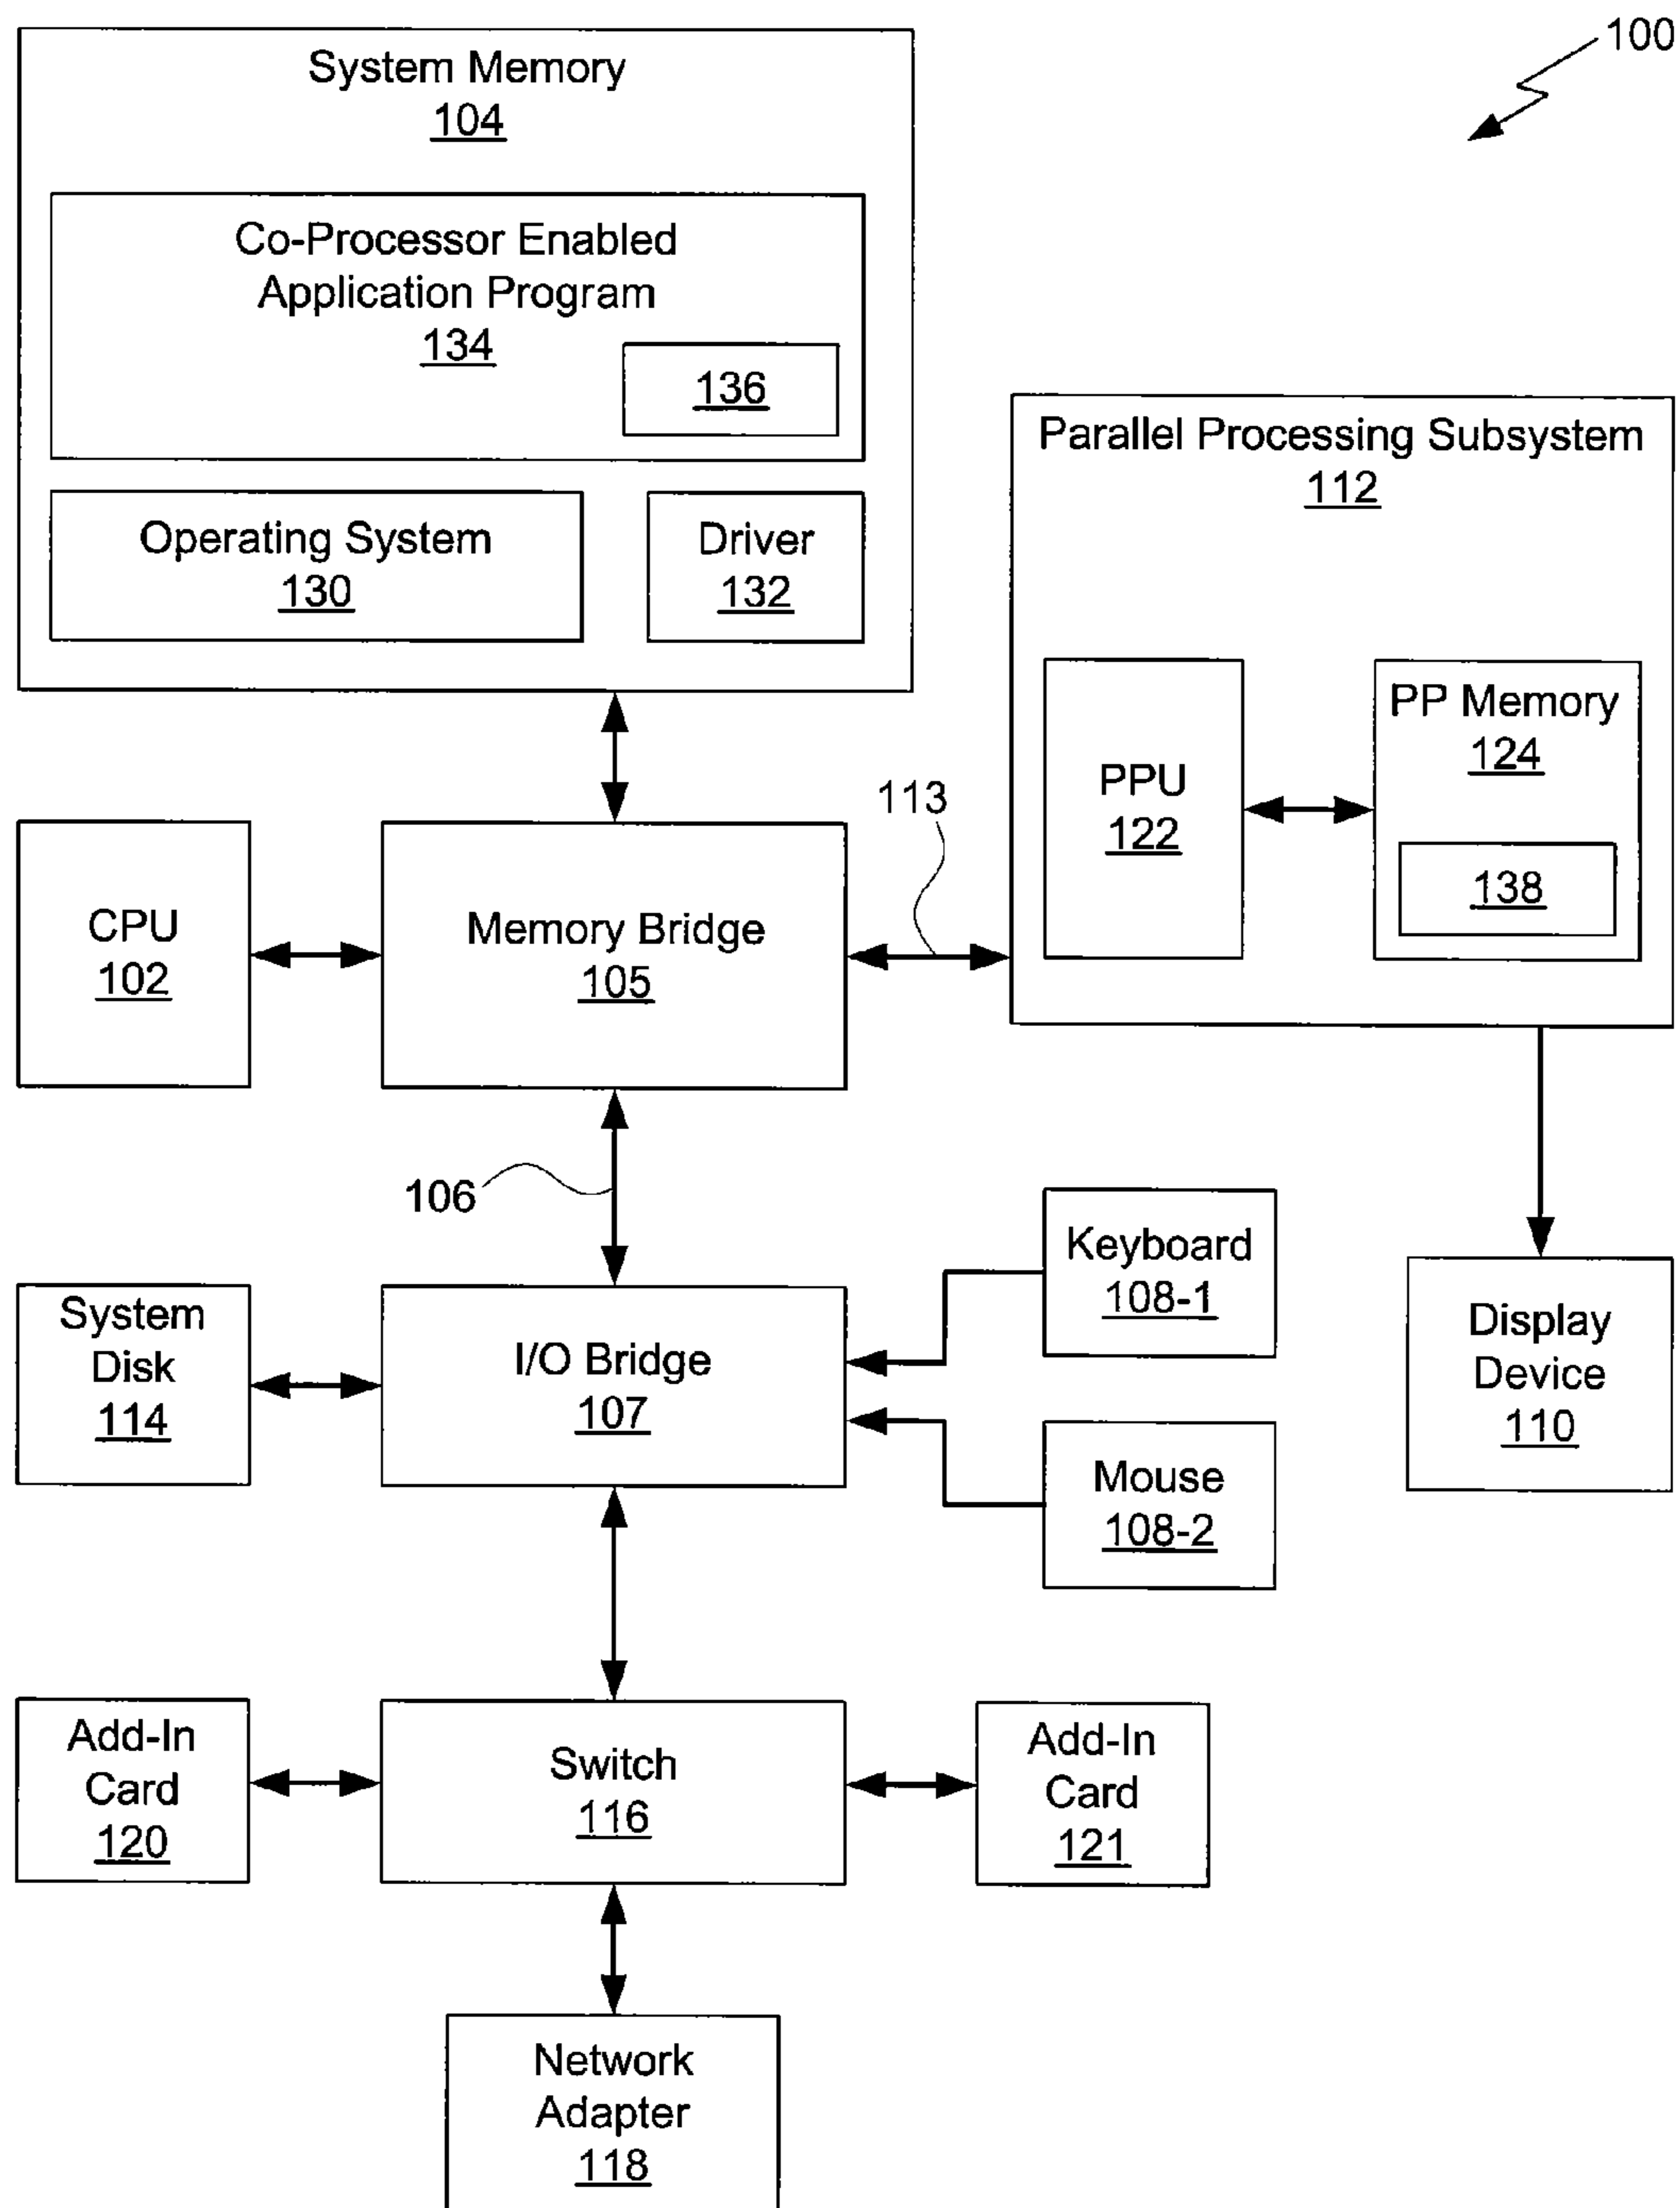 100
System Memory
104
Co-Processor Enabled
Application Program
134
136
Operating System
130
Driver
132
Parallel Processing Subsystem
112
PPU
122
PP Memory
124
138
113
CPU
102
Memory Bridge
105
106
Keyboard
108-1
System
Disk
114
I/O Bridge
107
Mouse
108-2
Display
Device
110
Add-In
Card
120
Switch
116
Add-In
Card
121
Network
Adapter
118